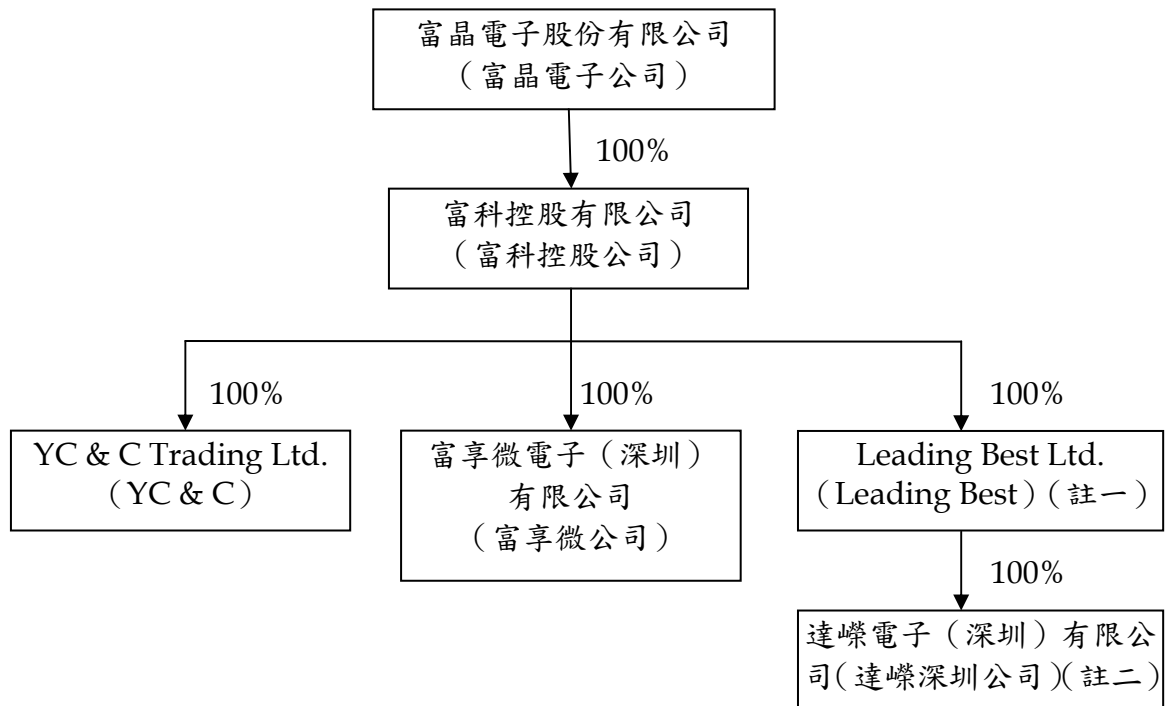 富晶電子股份有限公司
（富晶電子公司）
100%
富科控股有限公司
（富科控股公司）
100%
100%
100%
YC & C Trading Ltd.
（YC & C）
富享微電子（深圳）
有限公司
（富享微公司）
Leading Best Ltd.
（Leading Best）（註一）
100%
達嶸電子（深圳）有限公
司（達嶸深圳公司）（註二）